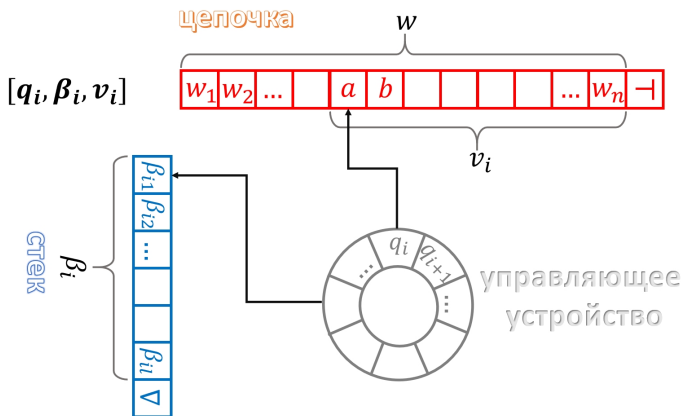 цепочка
w
[qᵢ, βᵢ, vᵢ]
w₁ w₂ ... a b ... wₙ ⊣
vᵢ
βᵢ₁
βᵢ₂
...
βᵢₗ
∇
βᵢ
стек
qᵢ qᵢ₊₁
... ...
управляющее
устройство